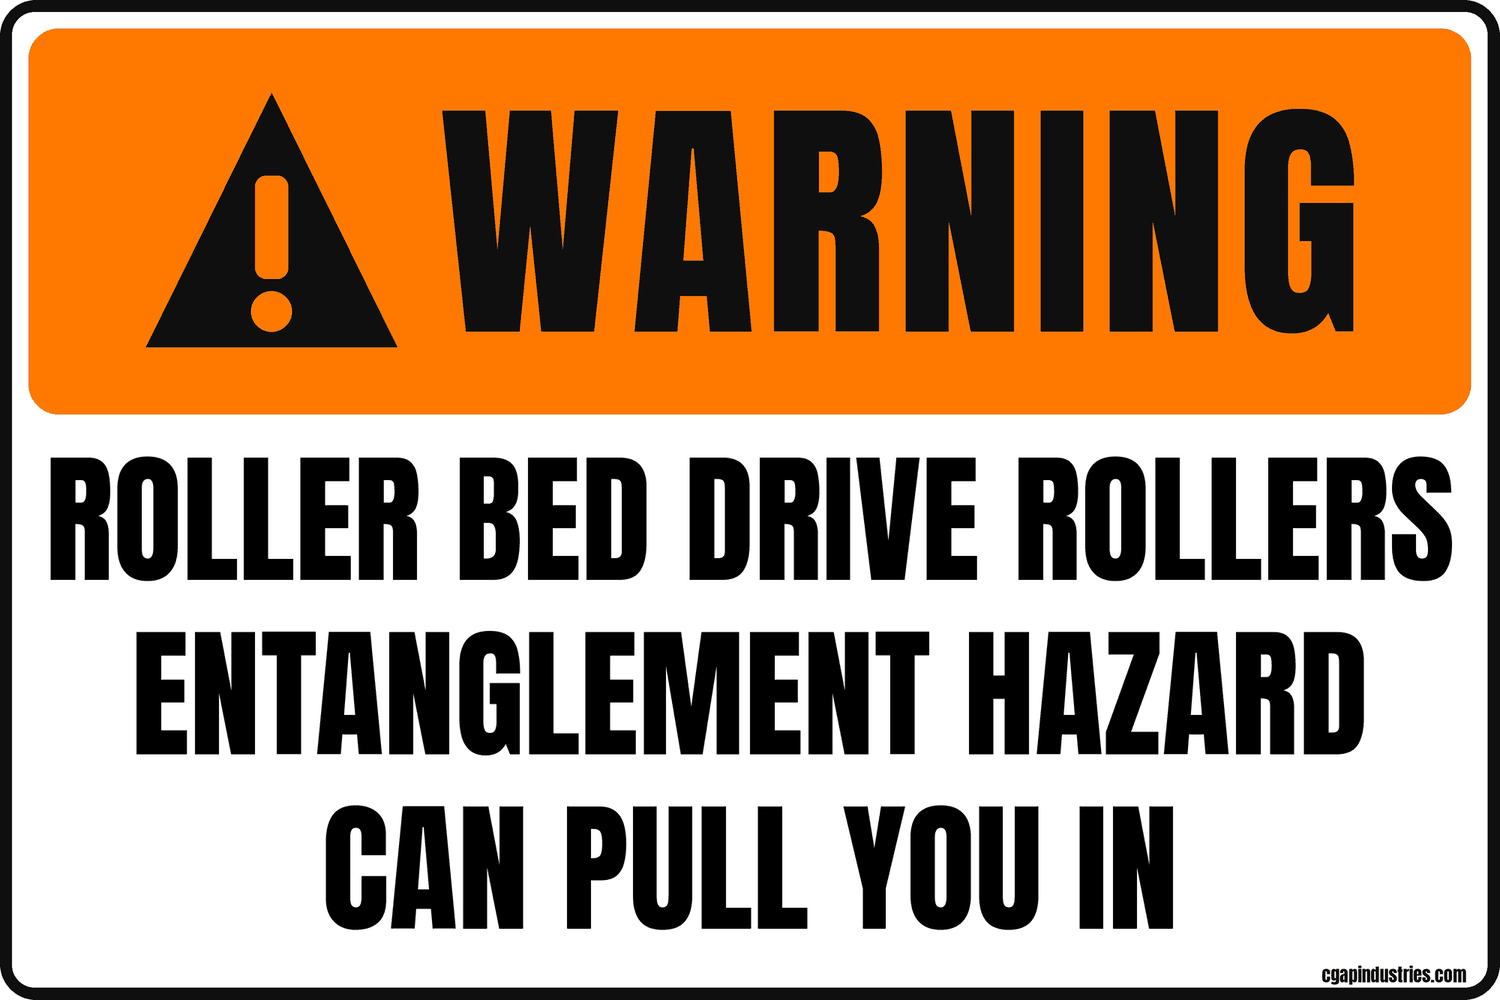 WARNING
ROLLER BED DRIVE ROLLERS
ENTANGLEMENT HAZARD
CAN PULL YOU IN
cgapindustries.com